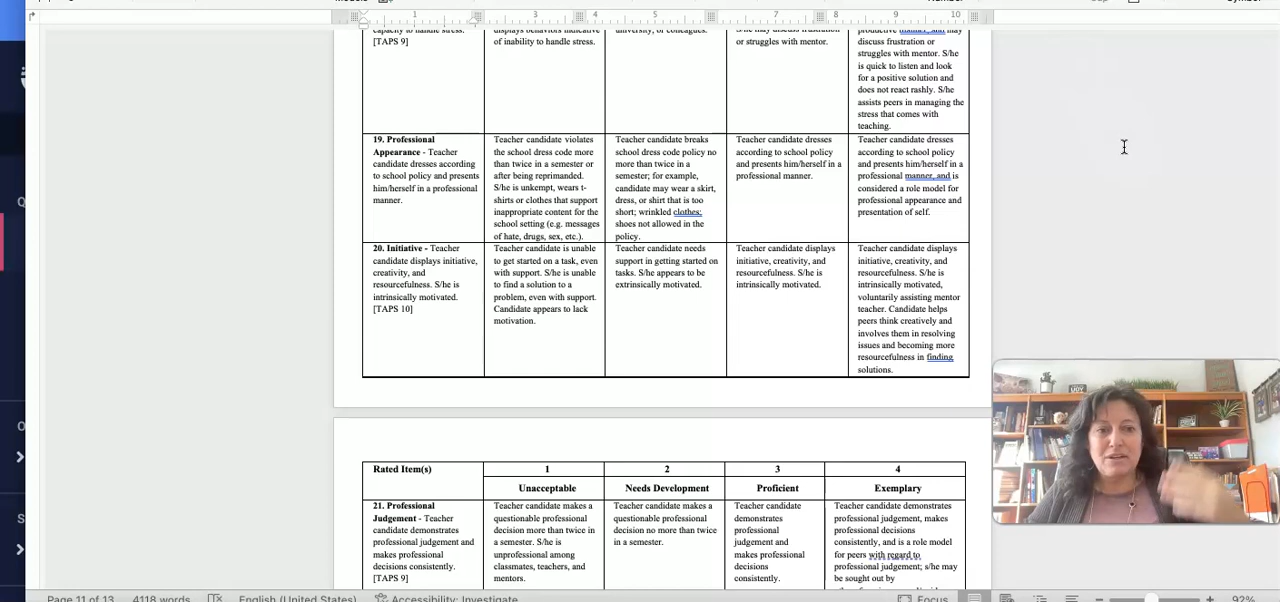 1 3 4 5 7 8 9 10
capacity to handle stress.
[TAPS 9]
displays behaviors indicative
of inability to handle stress.
university, or colleagues.
S/he may discuss frustration
or struggles with mentor.
productive manner, and may
discuss frustration or
struggles with mentor. S/he
is quick to listen and look
for a positive solution and
does not react rashly. S/he
assists peers in managing the
stress that comes with
teaching.
19. Professional
Appearance - Teacher
candidate dresses according
to school policy and presents
him/herself in a professional
manner.
Teacher candidate violates
the school dress code more
than twice in a semester or
after being reprimanded.
S/he is unkempt, wears t-
shirts or clothes that support
inappropriate content for the
school setting (e.g. messages
of hate, drugs, sex, etc.).
Teacher candidate breaks
school dress code policy no
more than twice in a
semester; for example,
candidate may wear a skirt,
dress, or shirt that is too
short; wrinkled clothes;
shoes not allowed in the
policy.
Teacher candidate dresses
according to school policy
and presents him/herself in a
professional manner.
Teacher candidate dresses
according to school policy
and presents him/herself in a
professional manner, and is
considered a role model for
professional appearance and
presentation of self.
20. Initiative - Teacher
candidate displays initiative,
creativity, and
resourcefulness. S/he is
intrinsically motivated.
[TAPS 10]
Teacher candidate is unable
to get started on a task, even
with support. S/he is unable
to find a solution to a
problem, even with support.
Candidate appears to lack
motivation.
Teacher candidate needs
support in getting started on
tasks. S/he appears to be
extrinsically motivated.
Teacher candidate displays
initiative, creativity, and
resourcefulness. S/he is
intrinsically motivated.
Teacher candidate displays
initiative, creativity, and
resourcefulness. S/he is
intrinsically motivated,
voluntarily assisting mentor
teacher. Candidate helps
peers think creatively and
involves them in resolving
issues and becoming more
resourcefulness in finding
solutions.
Rated Item(s) 1 2 3 4
Unacceptable Needs Development Proficient Exemplary
21. Professional
Judgement - Teacher
candidate demonstrates
professional judgement and
makes professional
decisions consistently.
[TAPS 9]
Teacher candidate makes a
questionable professional
decision more than twice in
a semester. S/he is
unprofessional among
classmates, teachers, and
mentors.
Teacher candidate makes a
questionable professional
decision no more than twice
in a semester.
Teacher candidate
demonstrates
professional
judgement and
makes professional
decisions
consistently.
Teacher candidate demonstrates
professional judgement, makes
professional decisions
consistently, and is a role model
for peers with regard to
professional judgement; s/he may
be sought out by
Page 11 of 13 4118 words English (United States) Accessibility: Investigate Focus 92%